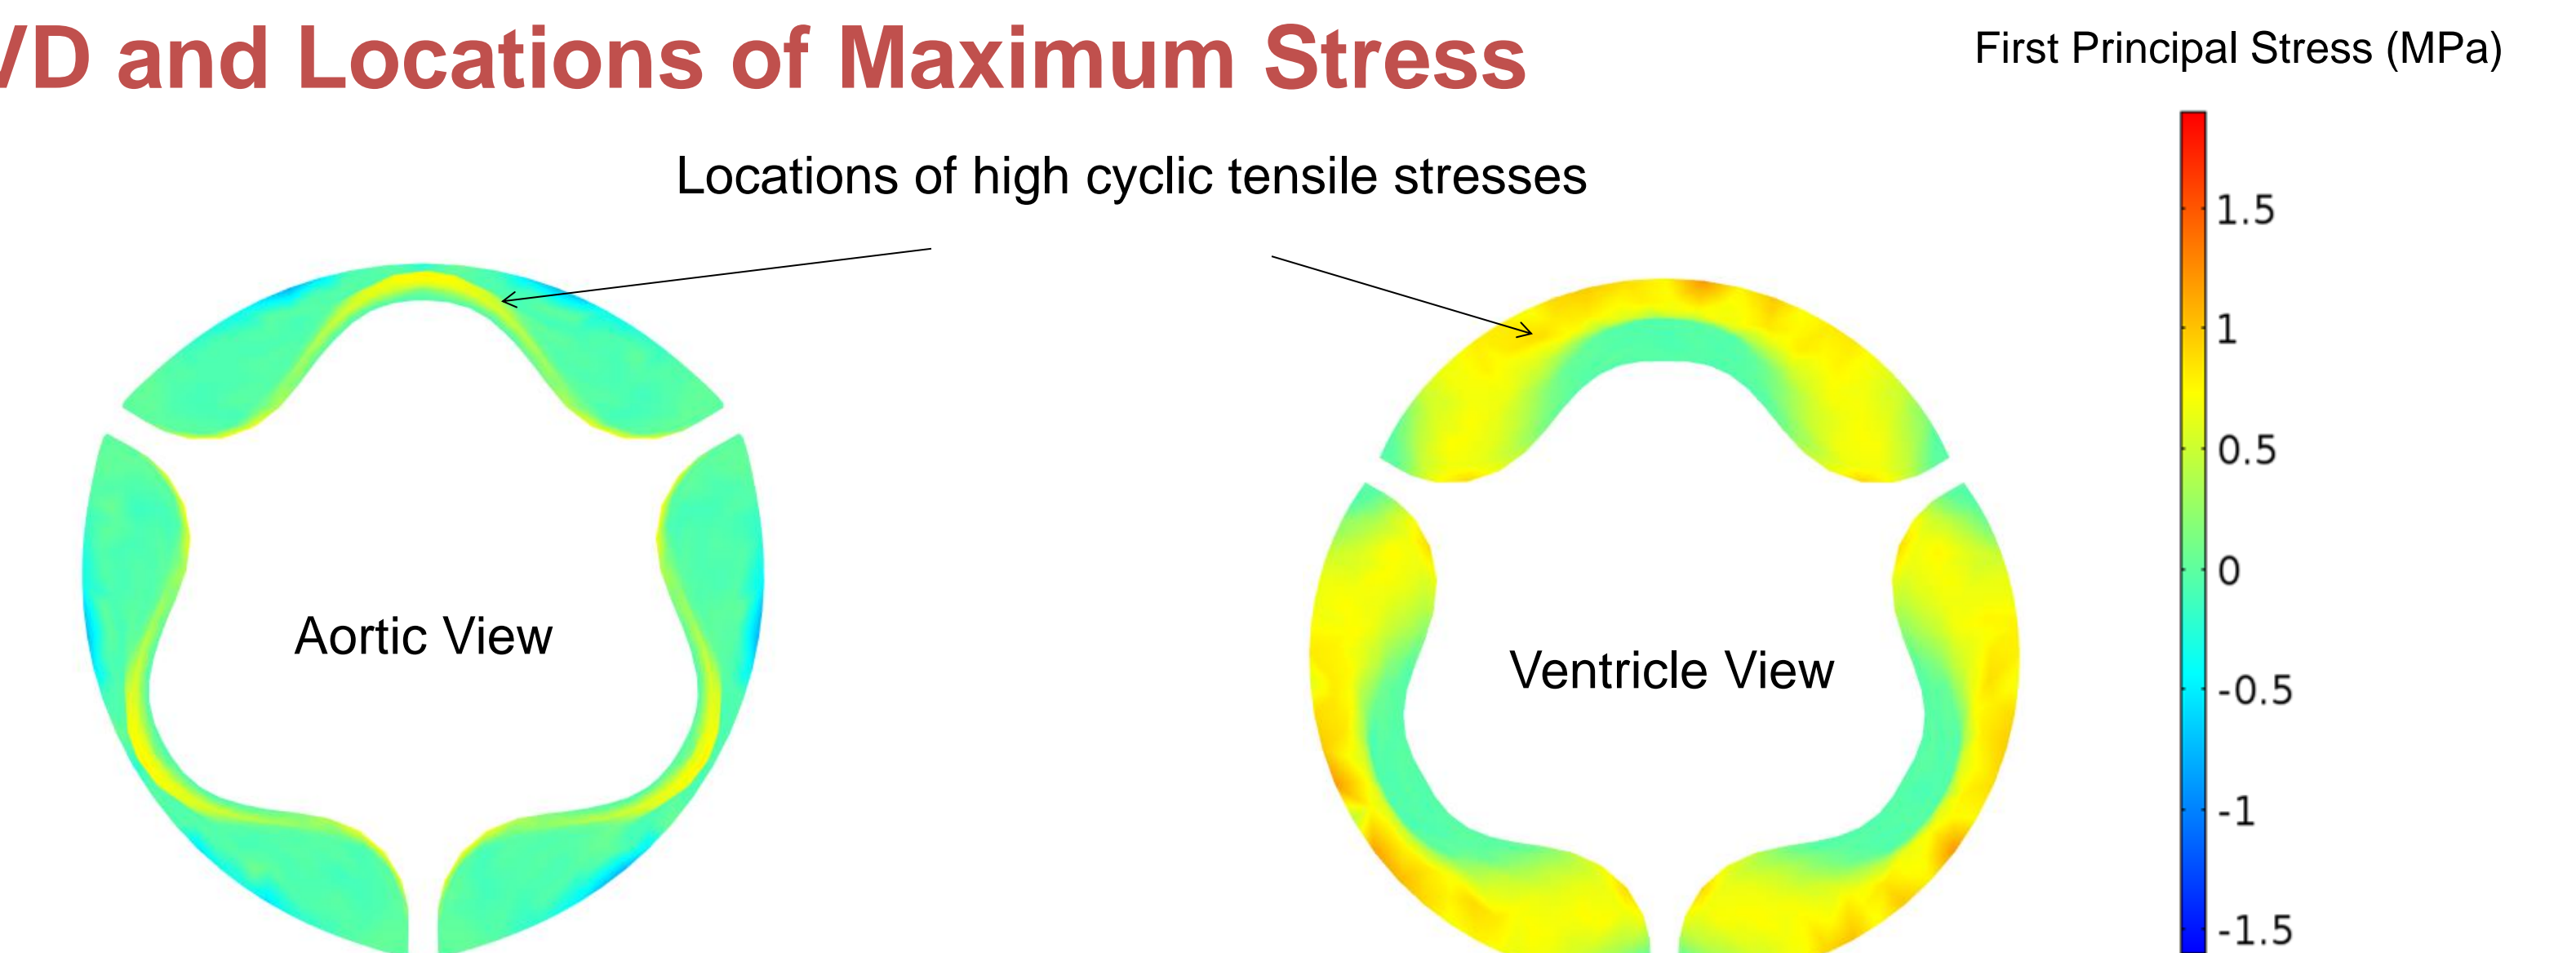 VD and Locations of Maximum Stress
First Principal Stress (MPa)
Locations of high cyclic tensile stresses
Aortic View
Ventricle View
1.5
1
0.5
0
-0.5
-1
-1.5